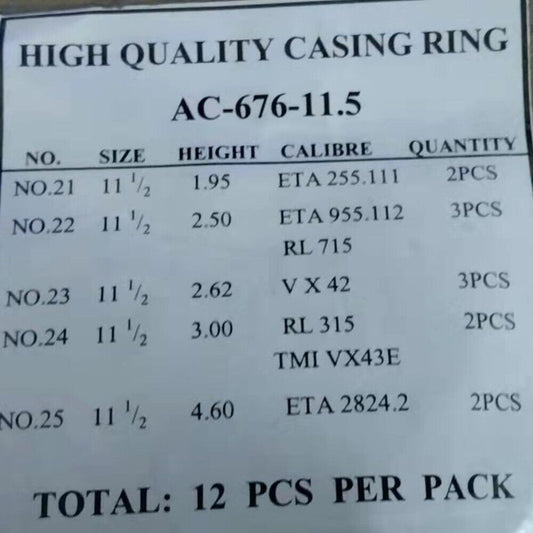 HIGH QUALITY CASING RING
AC-676-11.5
NO. SIZE HEIGHT CALIBRE QUANTITY
NO.21 11 1/2 1.95 ETA 255.111 2PCS
NO.22 11 1/2 2.50 ETA 955.112 3PCS
RL 715
NO.23 11 1/2 2.62 V X 42 3PCS
NO.24 11 1/2 3.00 RL 315 2PCS
TMI VX43E
NO.25 11 1/2 4.60 ETA 2824.2 2PCS
TOTAL: 12 PCS PER PACK